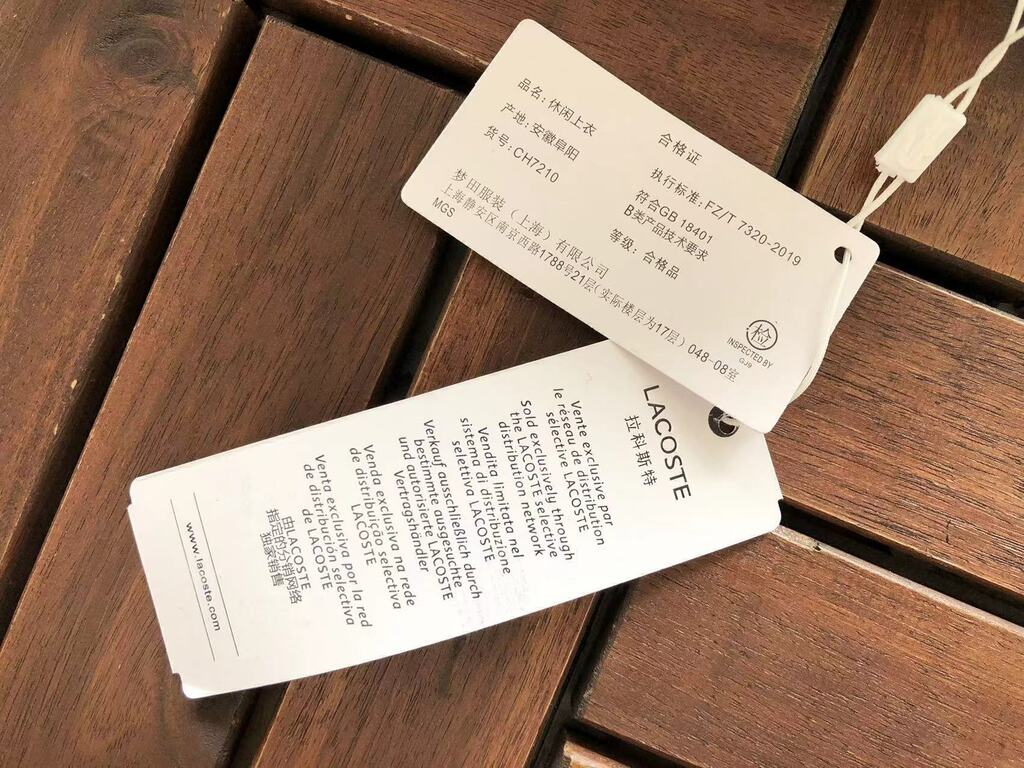 合格证
品名：休闲上衣
产地：安徽阜阳
货号：CH7210
执行标准：FZ/T 7320-2019
符合GB 18401
B类产品技术要求
等级：合格品
梦田服装（上海）有限公司
上海静安区南京西路1788号21层（实际楼层为17层）048-08室
MGS
检
INSPECTED BY
GJ9
LACOSTE
拉科斯特
Vente exclusive par
le réseau de distribution
sélective LACOSTE
Sold exclusively through
the LACOSTE selective
distribution network
Vendita limitata nel
sistema di distribuzione
selettiva LACOSTE
Verkauf ausschließlich durch
bestimmte ausgesuchte
und autorisierte LACOSTE
Vertragshänder
Venda exclusiva na rede
de distribuição selectiva
LACOSTE
Venta exclusiva por la red
de distribución selectiva
de LACOSTE
由LACOSTE
指定的分销网络
独家销售
www.lacoste.com